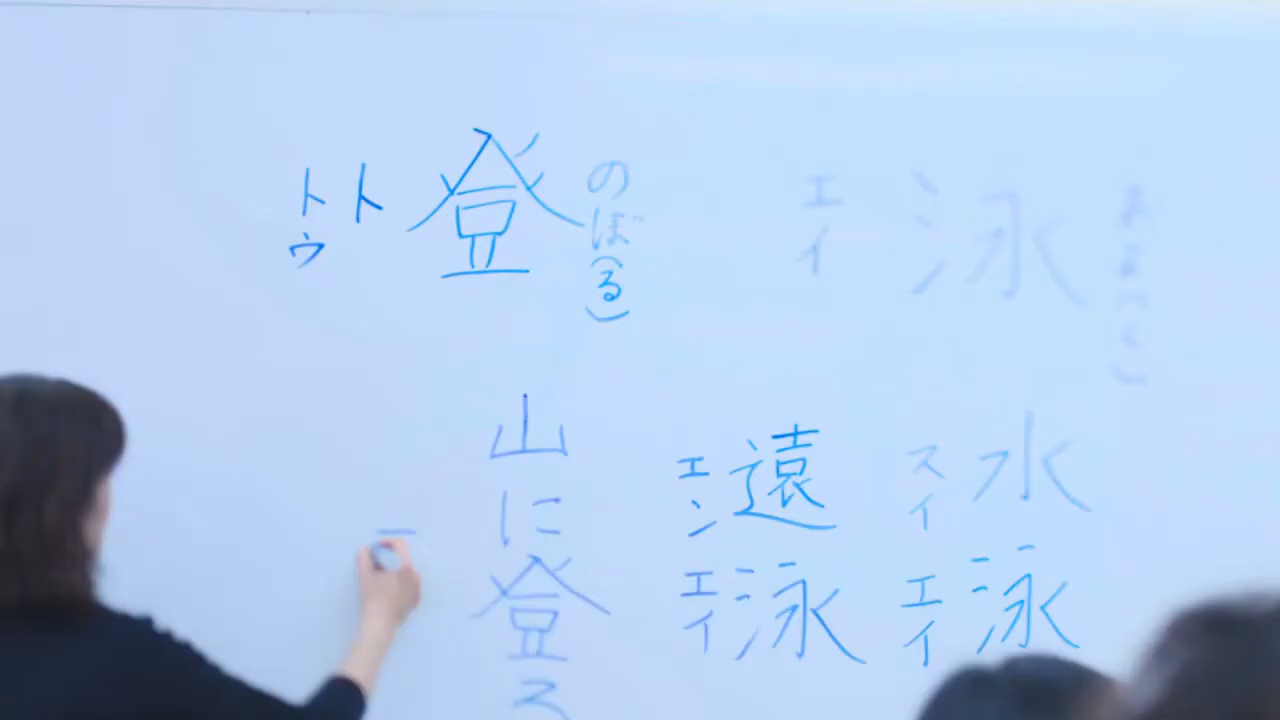 およ(ぐ)
泳
エイ
水泳
スイエイ
遠泳
エンエイ
のぼ(る)
登
ト
トウ
山に登る